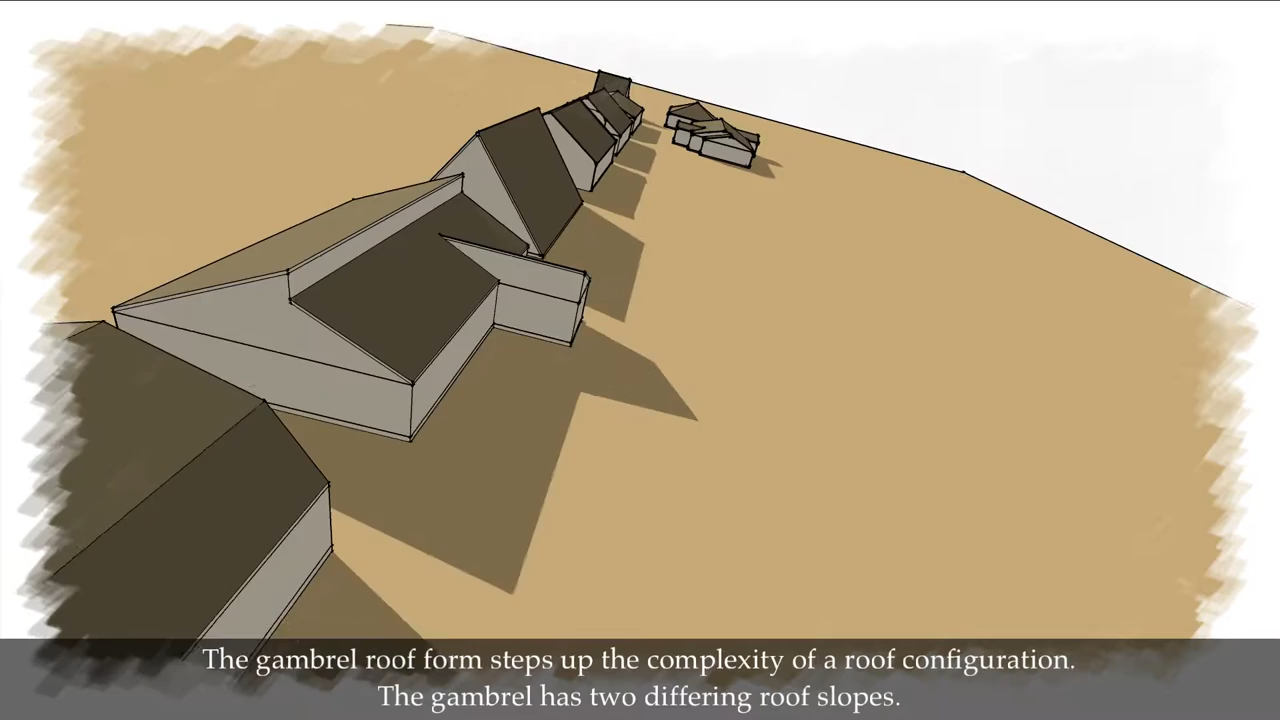 The gambrel roof form steps up the complexity of a roof configuration.
The gambrel has two differing roof slopes.